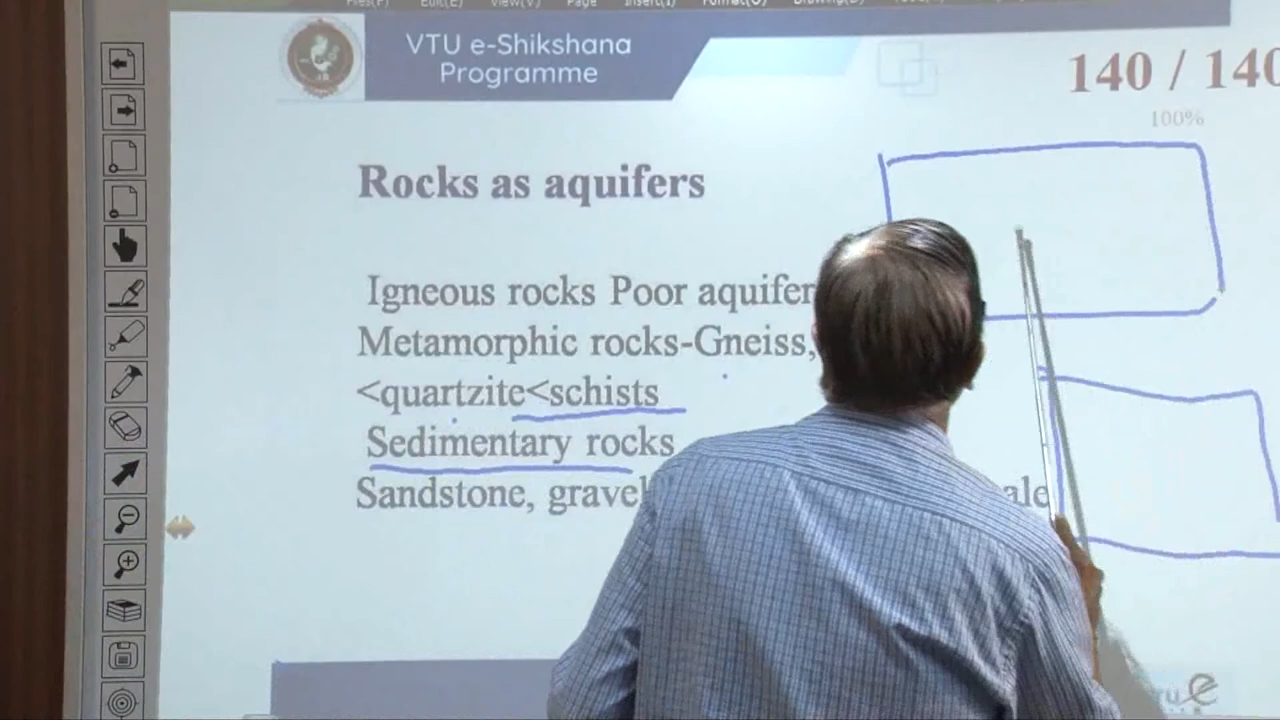 VTU e-Shikshana
Programme
140 / 140
100%
Rocks as aquifers
Igneous rocks Poor aquifer
Metamorphic rocks-Gneiss,
<quartzite<schists
Sedimentary rocks
Sandstone, gravel